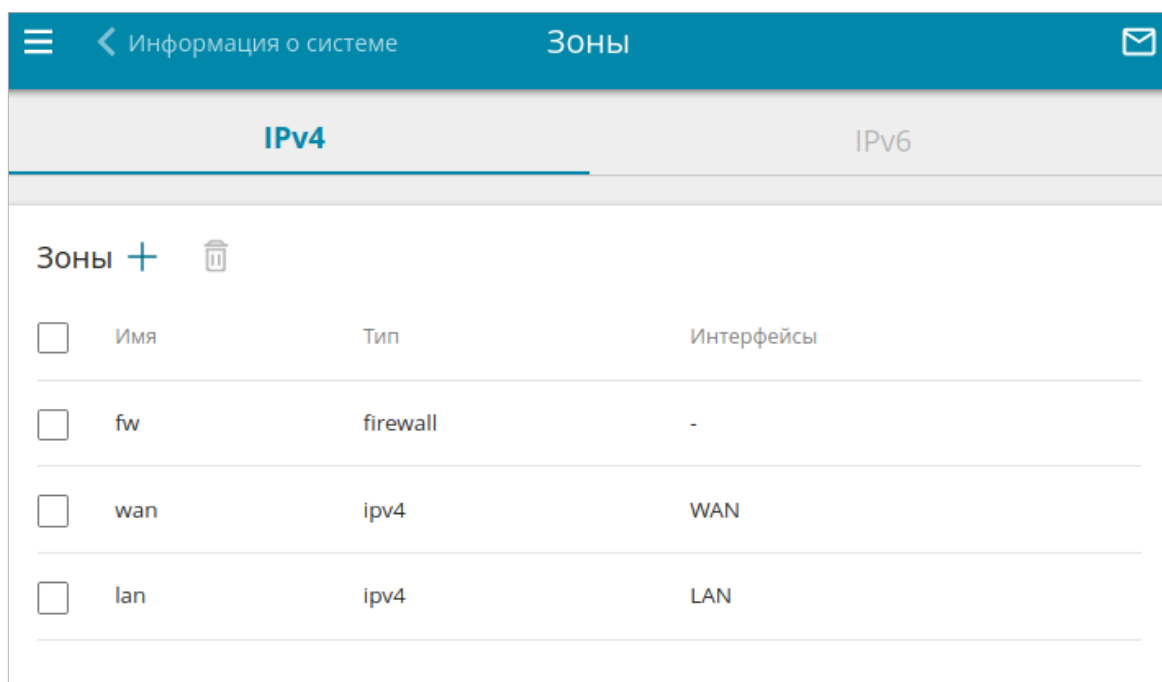 Информация о системе Зоны
IPv4 IPv6
Зоны
Имя Тип Интерфейсы
fw firewall -
wan ipv4 WAN
lan ipv4 LAN